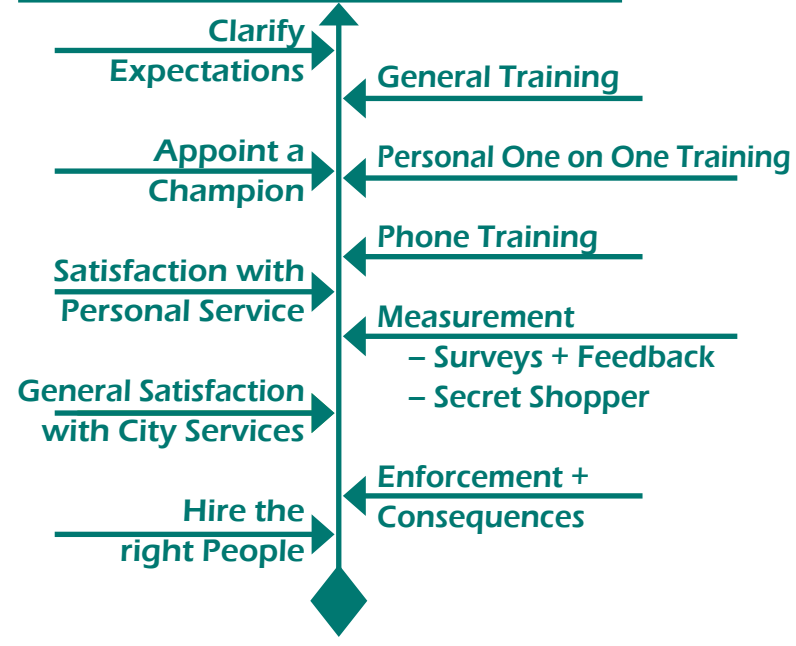 Clarify
Expectations
General Training
Appoint a
Champion
Personal One on One Training
Phone Training
Satisfaction with
Personal Service
Measurement
– Surveys + Feedback
– Secret Shopper
General Satisfaction
with City Services
Enforcement +
Consequences
Hire the
right People